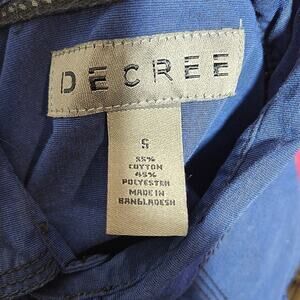 DECREE
S
55%
COTTON
45%
POLYESTER
MADE IN
BANGLADESH